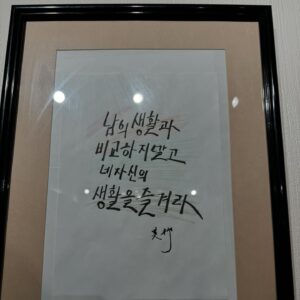 남의 생활과
비교하지말고
네자신의
생활을 즐겨라